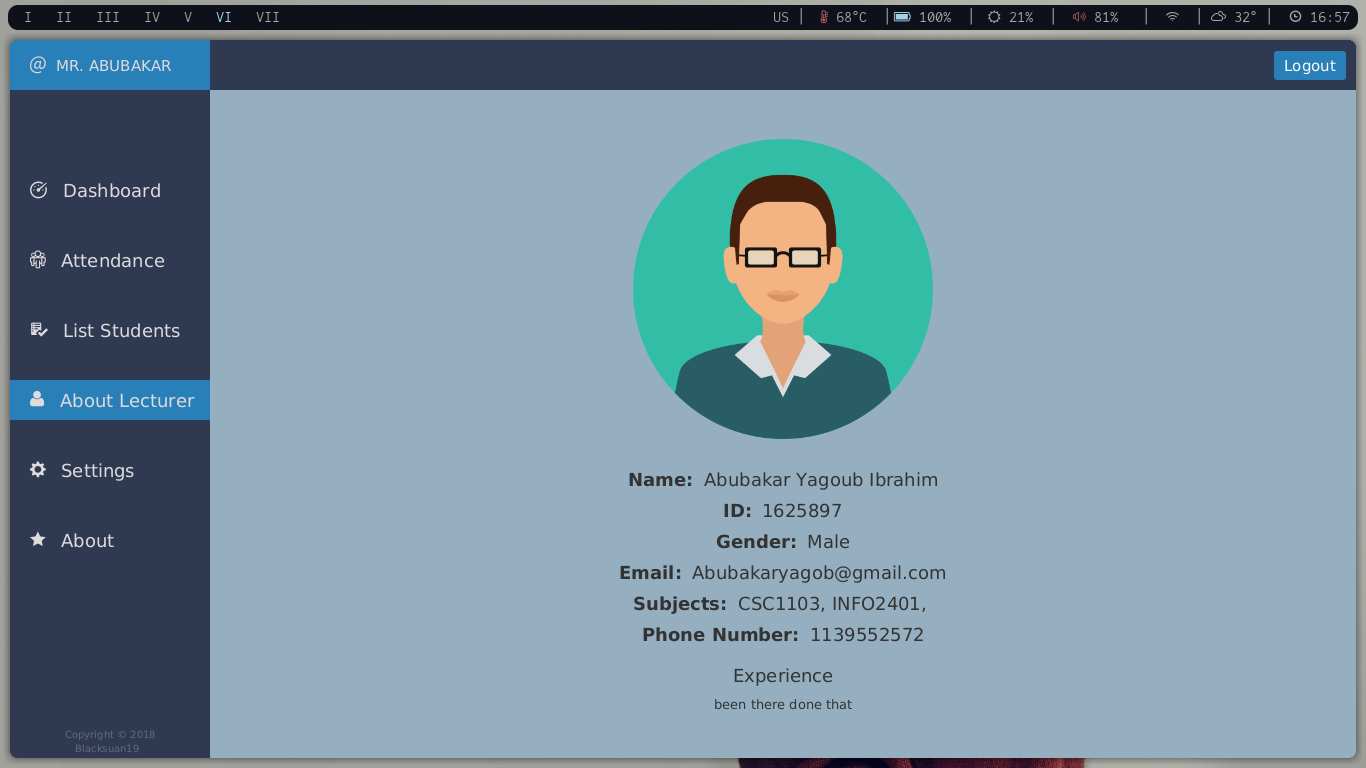 I II III IV V VI VII US | 68°C | 100% | 21% | 81% | | 32° | 16:57
@ MR. ABUBAKAR Logout
Dashboard
Attendance
List Students
About Lecturer
Settings
About
Name: Abubakar Yagoub Ibrahim
ID: 1625897
Gender: Male
Email: Abubakaryagob@gmail.com
Subjects: CSC1103, INFO2401,
Phone Number: 1139552572
Experience
been there done that
Copyright © 2018
Blacksuan19